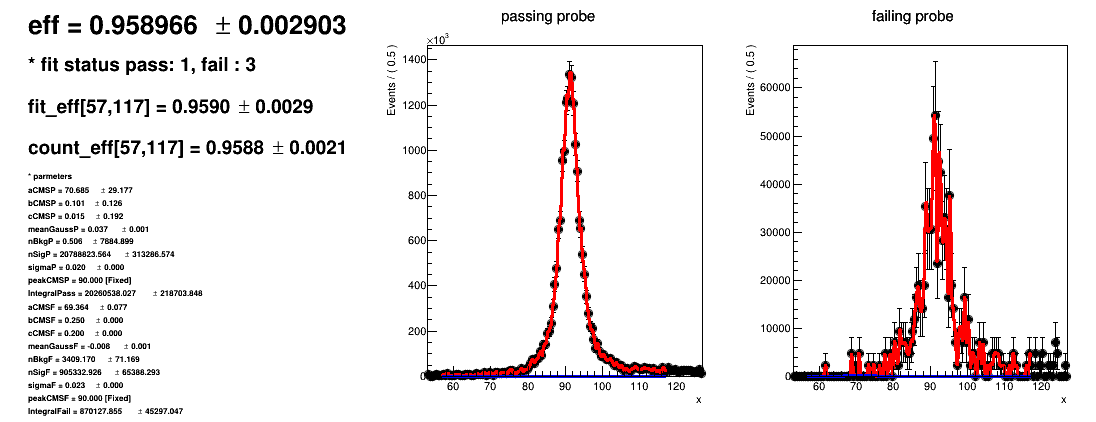 eff = 0.958966 ± 0.002903
* fit status pass: 1, fail : 3
fit_eff[57,117] = 0.9590 ± 0.0029
count_eff[57,117] = 0.9588 ± 0.0021
* parmeters
aCMSP = 70.685 ± 29.177
bCMSP = 0.101 ± 0.126
cCMSP = 0.015 ± 0.192
meanGaussP = 0.037 ± 0.001
nBkgP = 0.506 ± 7884.899
nSigP = 20788823.564 ± 313286.574
sigmaP = 0.020 ± 0.000
peakCMSP = 90.000 [Fixed]
IntegralPass = 20260538.027 ± 218703.848
aCMSF = 69.364 ± 0.077
bCMSF = 0.250 ± 0.000
cCMSF = 0.200 ± 0.000
meanGaussF = -0.008 ± 0.001
nBkgF = 3409.170 ± 71.169
nSigF = 905332.926 ± 65388.293
sigmaF = 0.023 ± 0.000
peakCMSF = 90.000 [Fixed]
IntegralFail = 870127.855 ± 45297.047
passing probe
×10³
Events / ( 0.5 )
1400
1200
1000
800
600
400
200
0
60 70 80 90 100 110 120
x
failing probe
Events / ( 0.5 )
60000
50000
40000
30000
20000
10000
0
60 70 80 90 100 110 120
x